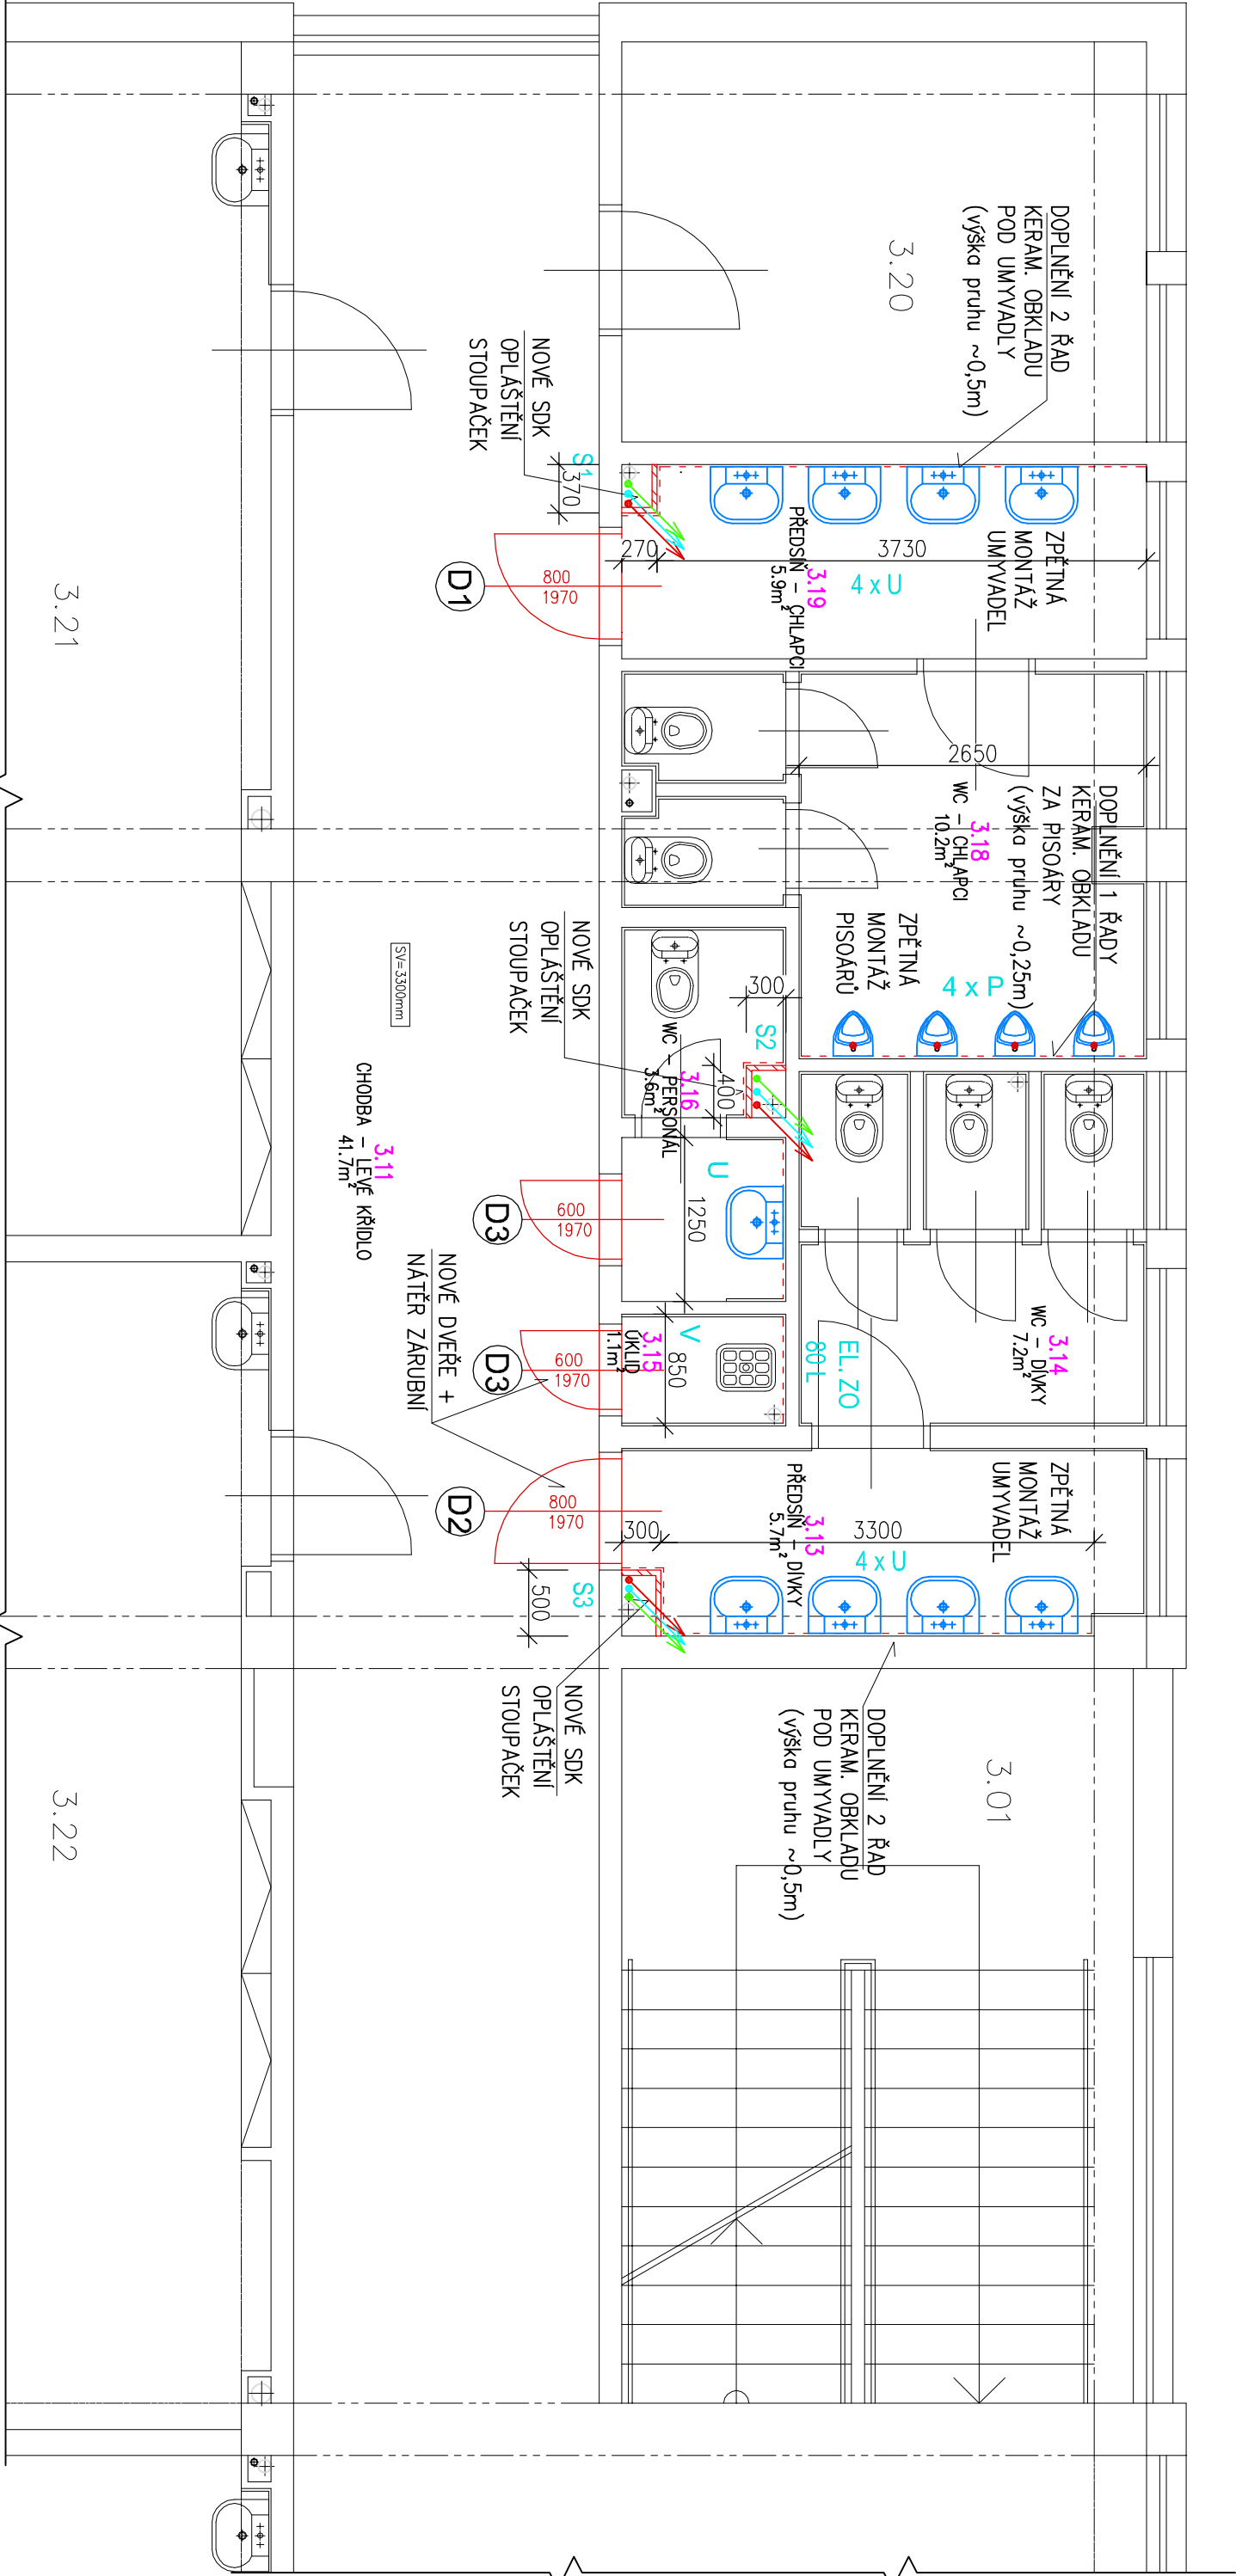 DOPLNĚNÍ 2 ŘAD
KERAM. OBKLADU
POD UMYVADLY
(výška pruhu ~0,5m)
3.20
NOVÉ SDK
OPLÁŠTĚNÍ
STOUPAČEK
S1
370
270
3730
ZPĚTNÁ
MONTÁŽ
UMYVADEL
4 x U
3.19
PŘEDSÍŇ – CHLAPCI
5.9m²
800
1970
D1
3.21
2650
3.18
WC – CHLAPCI
10.2m²
DOPLNĚNÍ 1 ŘADY
KERAM. OBKLADU
ZA PISOÁRY
(výška pruhu ~0,25m)
ZPĚTNÁ
MONTÁŽ
PISOÁRŮ
4 x P
NOVÉ SDK
OPLÁŠTĚNÍ
STOUPAČEK
300
S2
400
3.16
WC – PERSONÁL
3.6m²
SV=3300mm
3.11
CHODBA – LEVÉ KŘÍDLO
41.7m²
U
1250
600
1970
D3
V
850
3.15
ÚKLID
1.1m²
600
1970
D3
NOVÉ DVEŘE +
NÁTĚR ZÁRUBNÍ
EL. ZO
80 L
3.14
WC – DÍVKY
7.2m²
ZPĚTNÁ
MONTÁŽ
UMYVADEL
3300
300
4 x U
3.13
PŘEDSÍŇ – DÍVKY
5.7m²
800
1970
D2
S3
500
NOVÉ SDK
OPLÁŠTĚNÍ
STOUPAČEK
DOPLNĚNÍ 2 ŘAD
KERAM. OBKLADU
POD UMYVADLY
(výška pruhu ~0,5m)
3.01
3.22